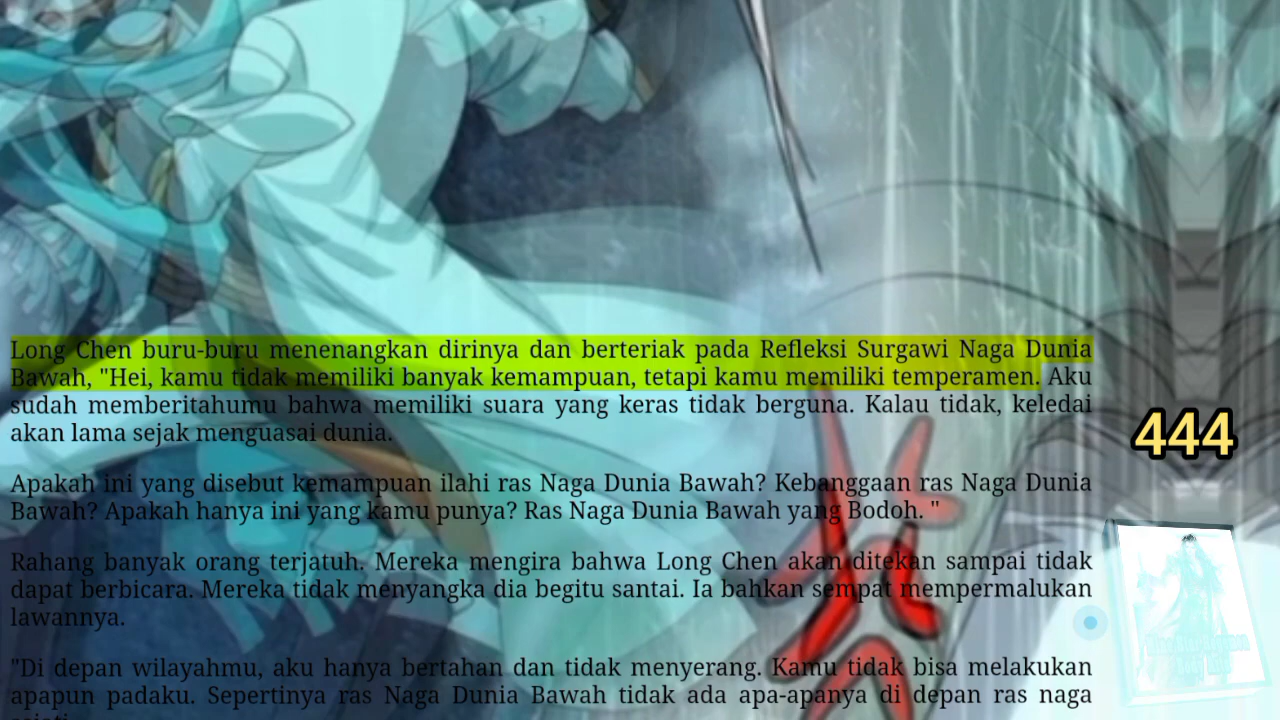 Long Chen buru-buru menenangkan dirinya dan berteriak pada Refleksi Surgawi Naga Dunia
Bawah, "Hei, kamu tidak memiliki banyak kemampuan, tetapi kamu memiliki temperamen. Aku
sudah memberitahumu bahwa memiliki suara yang keras tidak berguna. Kalau tidak, keledai
akan lama sejak menguasai dunia.
Apakah ini yang disebut kemampuan ilahi ras Naga Dunia Bawah? Kebanggaan ras Naga Dunia
Bawah? Apakah hanya ini yang kamu punya? Ras Naga Dunia Bawah yang Bodoh. "
Rahang banyak orang terjatuh. Mereka mengira bahwa Long Chen akan ditekan sampai tidak
dapat berbicara. Mereka tidak menyangka dia begitu santai. Ia bahkan sempat mempermalukan
lawannya.
"Di depan wilayahmu, aku hanya bertahan dan tidak menyerang. Kamu tidak bisa melakukan
apapun padaku. Sepertinya ras Naga Dunia Bawah tidak ada apa-apanya di depan ras naga
444